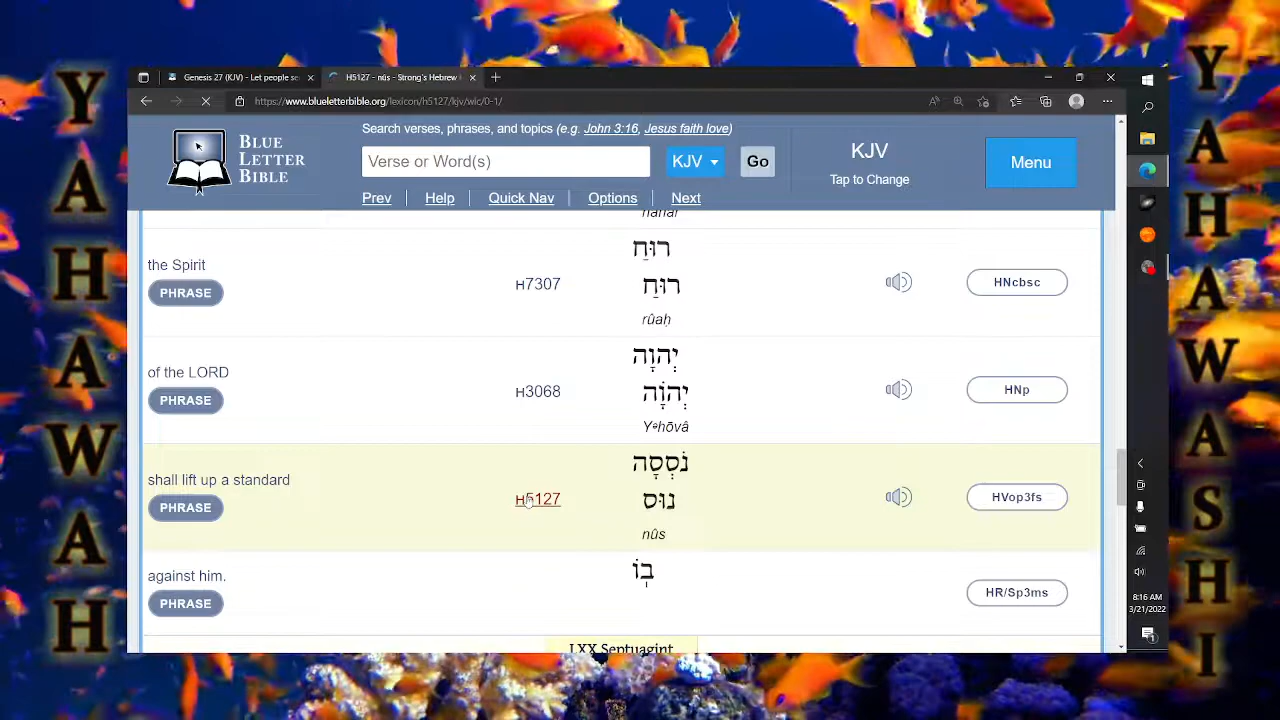 YAHAWAH
Genesis 27 (KJV) - Let people se
H5127 - nûs - Strong's Hebrew
https://www.blueletterbible.org/lexicon/h5127/kjv/wlc/0-1/
BLUE
LETTER
BIBLE
Search verses, phrases, and topics (e.g. John 3:16, Jesus faith love)
Verse or Word(s)
KJV
Go
KJV
Tap to Change
Menu
Prev
Help
Quick Nav
Options
Next
the Spirit
PHRASE
H7307
רוּחַ
רוּחַ
rûaḥ
HNcbsc
of the LORD
PHRASE
H3068
יְהוָה
יְהֹוָה
Yᵊhōvâ
HNp
shall lift up a standard
PHRASE
H5127
נֹסְסָה
נוּס
nûs
HVop3fs
against him.
PHRASE
בֽוֹ
HR/Sp3ms
LXX Septuagint
8:16 AM
3/21/2022
1
YAHAWASHI